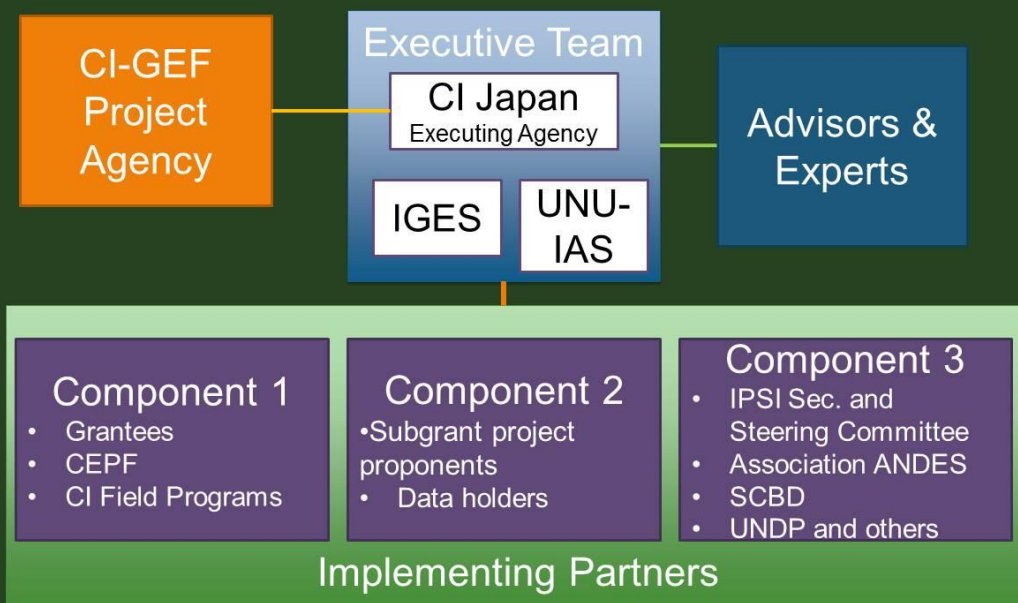 CI-GEF
Project
Agency
Executive Team
CI Japan
Executing Agency
IGES
UNU-
IAS
Advisors &
Experts
Component 1
• Grantees
• CEPF
• CI Field Programs
Component 2
•Subgrant project
proponents
• Data holders
Component 3
• IPSI Sec. and
Steering Committee
• Association ANDES
• SCBD
• UNDP and others
Implementing Partners